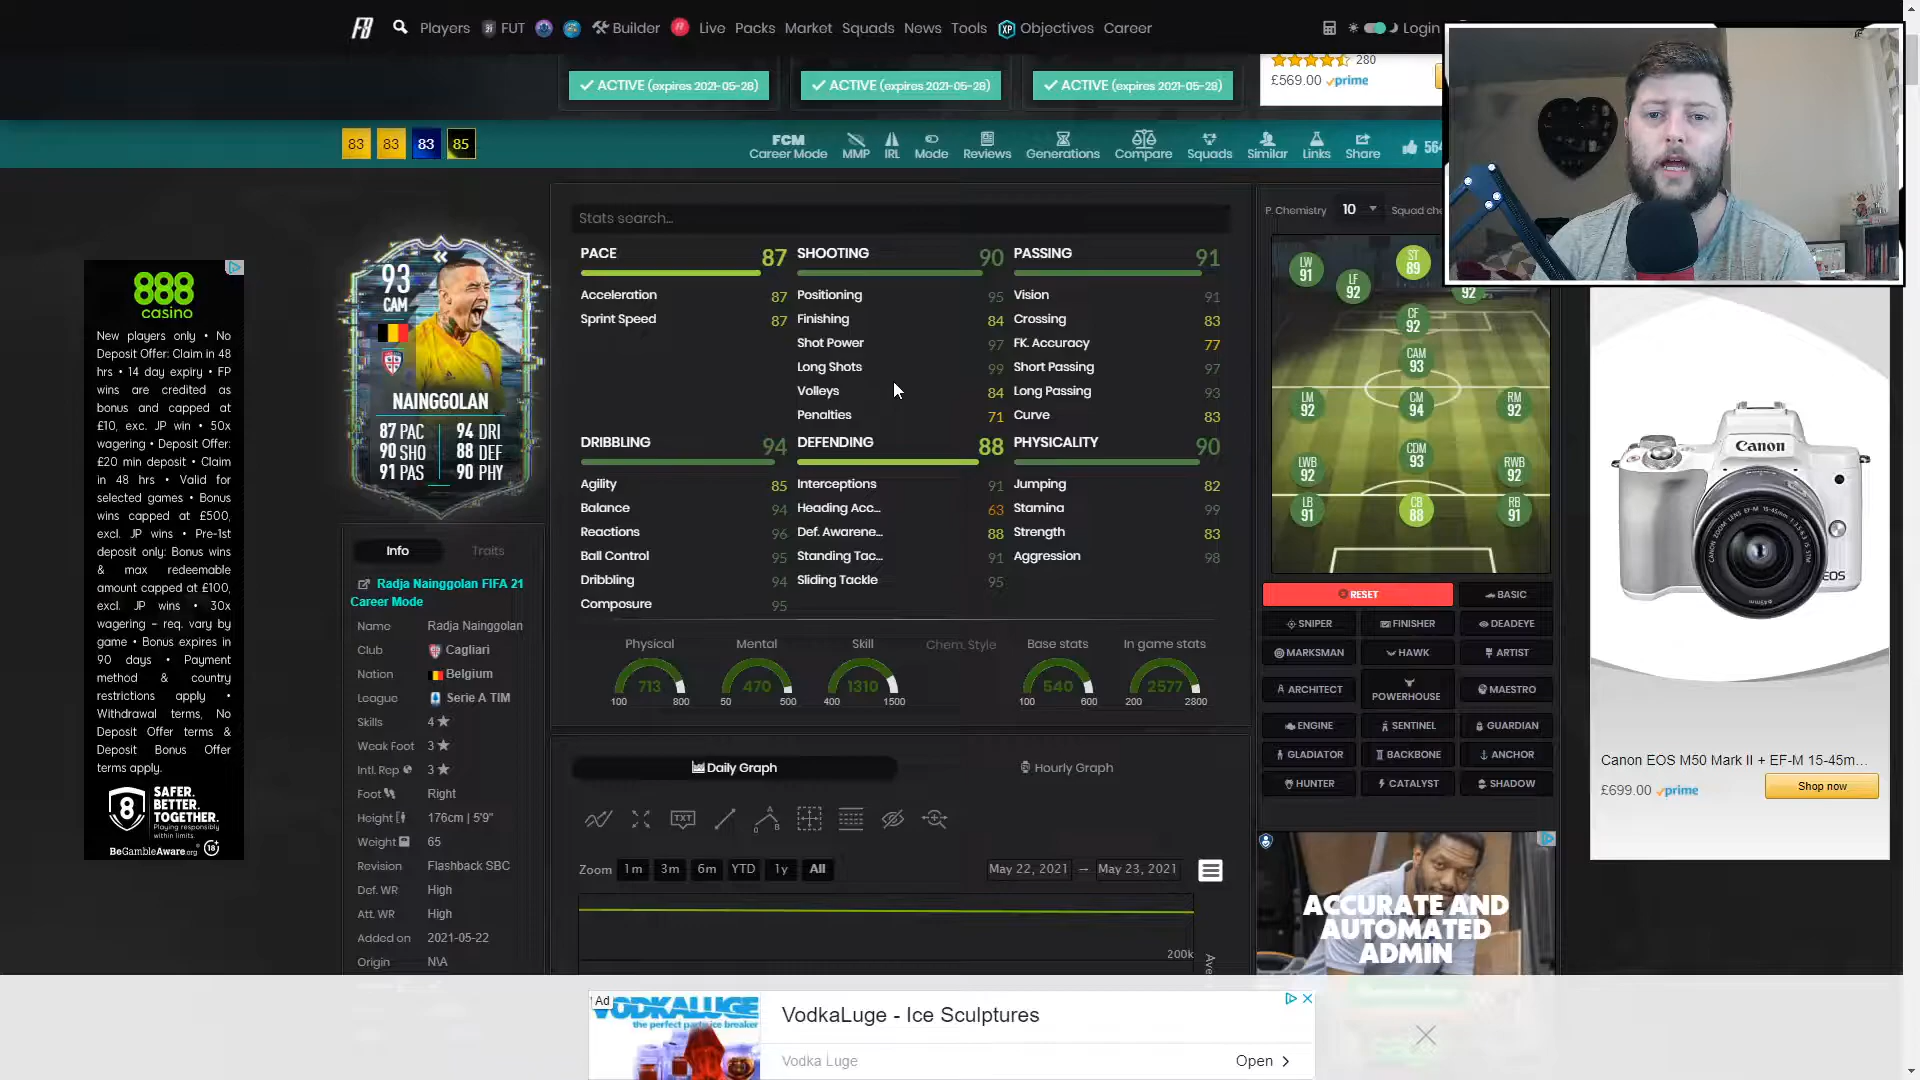 Players FUT Builder Live Packs Market Squads News Tools Objectives Career Login
ACTIVE (expires 2021-05-28) ACTIVE (expires 2021-05-28) ACTIVE (expires 2021-05-28)
280
£569.00 prime
83 83 83 85
FCM Career Mode MMP IRL Mode Reviews Generations Compare Squads Similar Links Share 564
888
casino
New players only • No
Deposit Offer: Claim in 48
hrs • 14 day expiry • FP
wins are credited as
bonus and capped at
£10, exc. JP win • 50x
wagering • Deposit Offer:
£20 min deposit • Claim
in 48 hrs • Valid for
selected games • Bonus
wins capped at £500,
excl. JP wins • Pre-1st
deposit only: Bonus wins
& max redeemable
amount capped at £100,
excl. JP wins • 30x
wagering – req. vary by
game • Bonus expires in
90 days • Payment
method & country
restrictions apply •
Withdrawal terms, No
Deposit Offer terms &
Deposit Bonus Offer
terms apply.
8 SAFER.
BETTER.
TOGETHER.
Playing responsibly
within limits.
BeGambleAware.org 18+
93
CAM
NAINGGOLAN
87 PAC 94 DRI
90 SHO 88 DEF
91 PAS 90 PHY
Info Traits
Radja Nainggolan FIFA 21
Career Mode
Name Radja Nainggolan
Club Cagliari
Nation Belgium
League Serie A TIM
Skills 4★
Weak Foot 3★
Intl. Rep 3★
Foot Right
Height 176cm | 5'9"
Weight 65
Revision Flashback SBC
Def. WR High
Att. WR High
Added on 2021-05-22
Origin N\A
Stats search...
PACE 87
Acceleration 87
Sprint Speed 87
SHOOTING 90
Positioning 95
Finishing 84
Shot Power 97
Long Shots 99
Volleys 84
Penalties 71
PASSING 91
Vision 91
Crossing 83
FK. Accuracy 77
Short Passing 97
Long Passing 93
Curve 83
DRIBBLING 94
Agility 85
Balance 94
Reactions 96
Ball Control 95
Dribbling 94
Composure 95
DEFENDING 88
Interceptions 91
Heading Acc... 63
Def. Awarene... 88
Standing Tac... 91
Sliding Tackle 95
PHYSICALITY 90
Jumping 82
Stamina 99
Strength 83
Aggression 98
Physical Mental Skill Chem. Style Base stats In game stats
713 470 1310 540 2577
100 800 50 500 400 1500 100 600 200 2800
Daily Graph Hourly Graph
TXT
Zoom 1m 3m 6m YTD 1y All May 22, 2021 → May 23, 2021
200k
Ave
P. Chemistry 10 Squad che
LW 91
LF 92
ST 89
92
CF 92
CAM 93
LM 92
CM 94
RM 92
CDM 93
LWB 92
RWB 92
LB 91
CB 88
RB 91
RESET BASIC
SNIPER FINISHER DEADEYE
MARKSMAN HAWK ARTIST
ARCHITECT POWERHOUSE MAESTRO
ENGINE SENTINEL GUARDIAN
GLADIATOR BACKBONE ANCHOR
HUNTER CATALYST SHADOW
ACCURATE AND
AUTOMATED
ADMIN
Canon
EOS
Canon EOS M50 Mark II + EF-M 15-45m...
£699.00 prime Shop now
Ad
VODKALUGE
the perfect party ice breaker
VodkaLuge - Ice Sculptures
Vodka Luge
Open